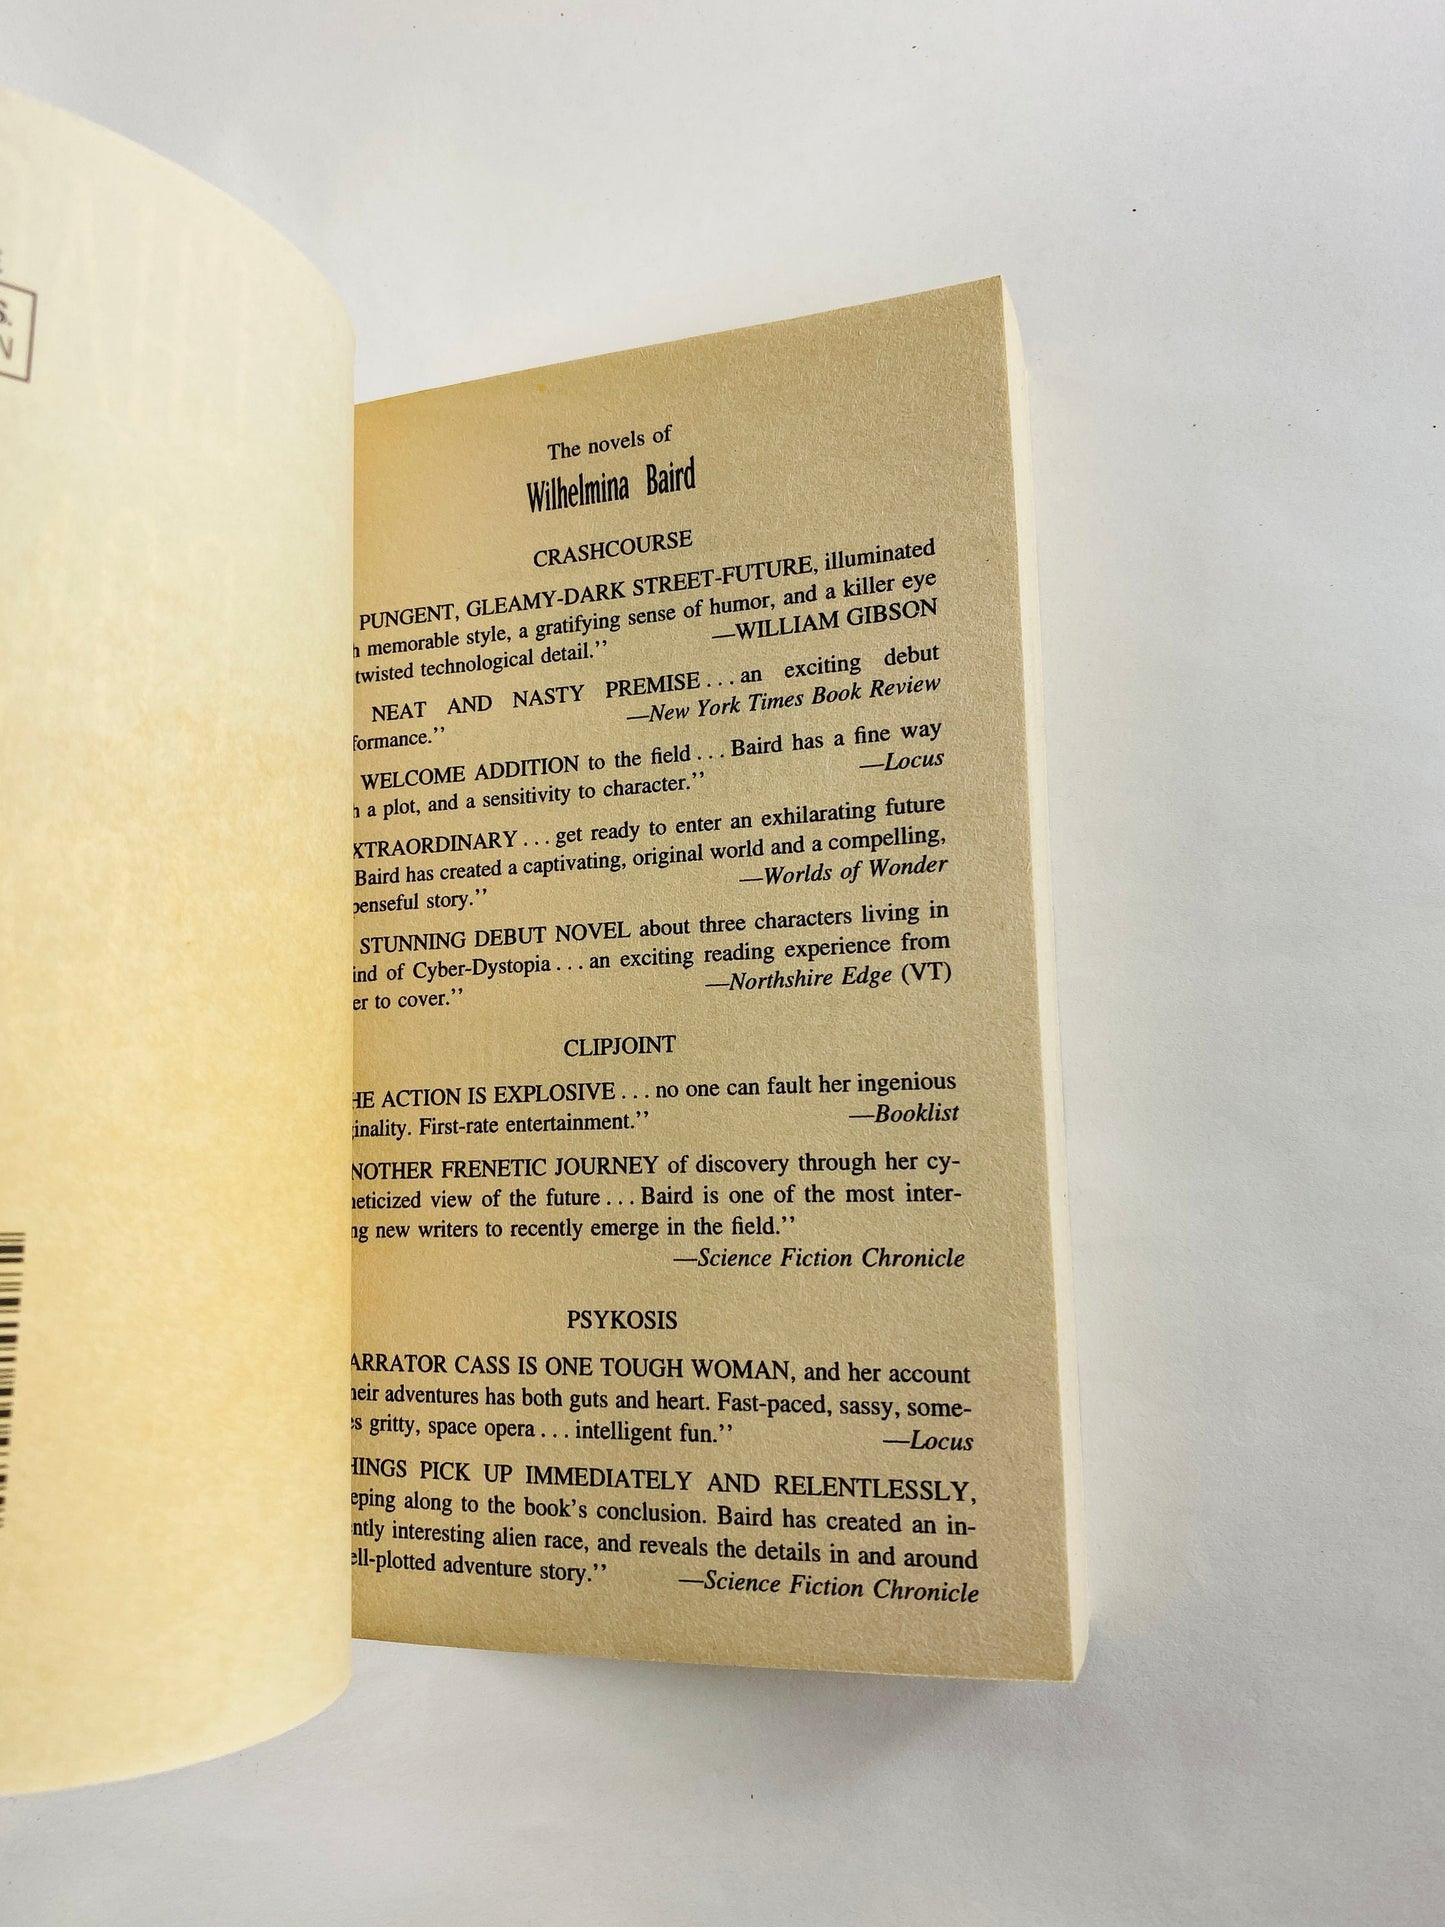 The novels of
Wilhelmina Baird
CRASHCOURSE
PUNGENT, GLEAMY-DARK STREET-FUTURE, illuminated
memorable style, a gratifying sense of humor, and a killer eye
twisted technological detail.’’ —WILLIAM GIBSON
NEAT AND NASTY PREMISE...an exciting debut
formance.’’ —New York Times Book Review
WELCOME ADDITION to the field...Baird has a fine way
a plot, and a sensitivity to character.’’ —Locus
XTRAORDINARY...get ready to enter an exhilarating future
Baird has created a captivating, original world and a compelling,
penseful story.’’ —Worlds of Wonder
STUNNING DEBUT NOVEL about three characters living in
ind of Cyber-Dystopia...an exciting reading experience from
er to cover.’’ —Northshire Edge (VT)
CLIPJOINT
HE ACTION IS EXPLOSIVE...no one can fault her ingenious
inality. First-rate entertainment.’’ —Booklist
NOTHER FRENETIC JOURNEY of discovery through her cy-
neticized view of the future...Baird is one of the most inter-
ng new writers to recently emerge in the field.’’
—Science Fiction Chronicle
PSYKOSIS
ARRATOR CASS IS ONE TOUGH WOMAN, and her account
heir adventures has both guts and heart. Fast-paced, sassy, some-
es gritty, space opera...intelligent fun.’’ —Locus
HINGS PICK UP IMMEDIATELY AND RELENTLESSLY,
eping along to the book’s conclusion. Baird has created an in-
ntly interesting alien race, and reveals the details in and around
ell-plotted adventure story.’’ —Science Fiction Chronicle